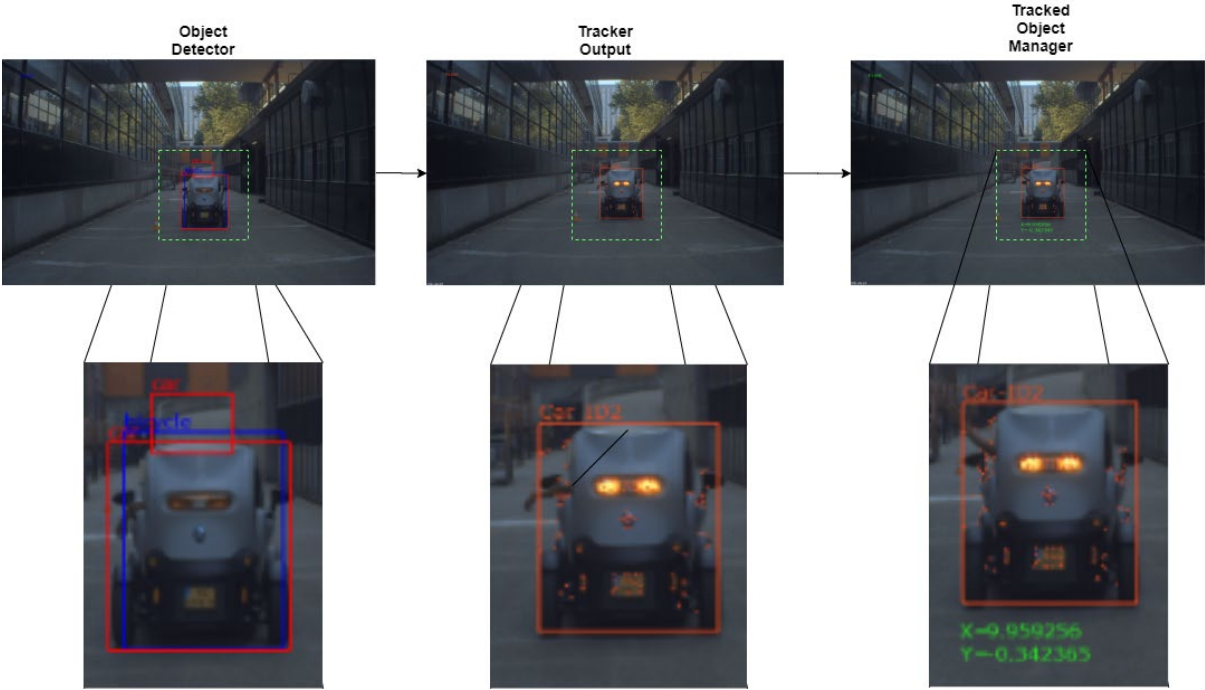 Object
Detector
Tracker
Output
Tracked
Object
Manager
car
bicycle
Car-ID2
Car-ID2
X=9.959256
Y=-0.342365